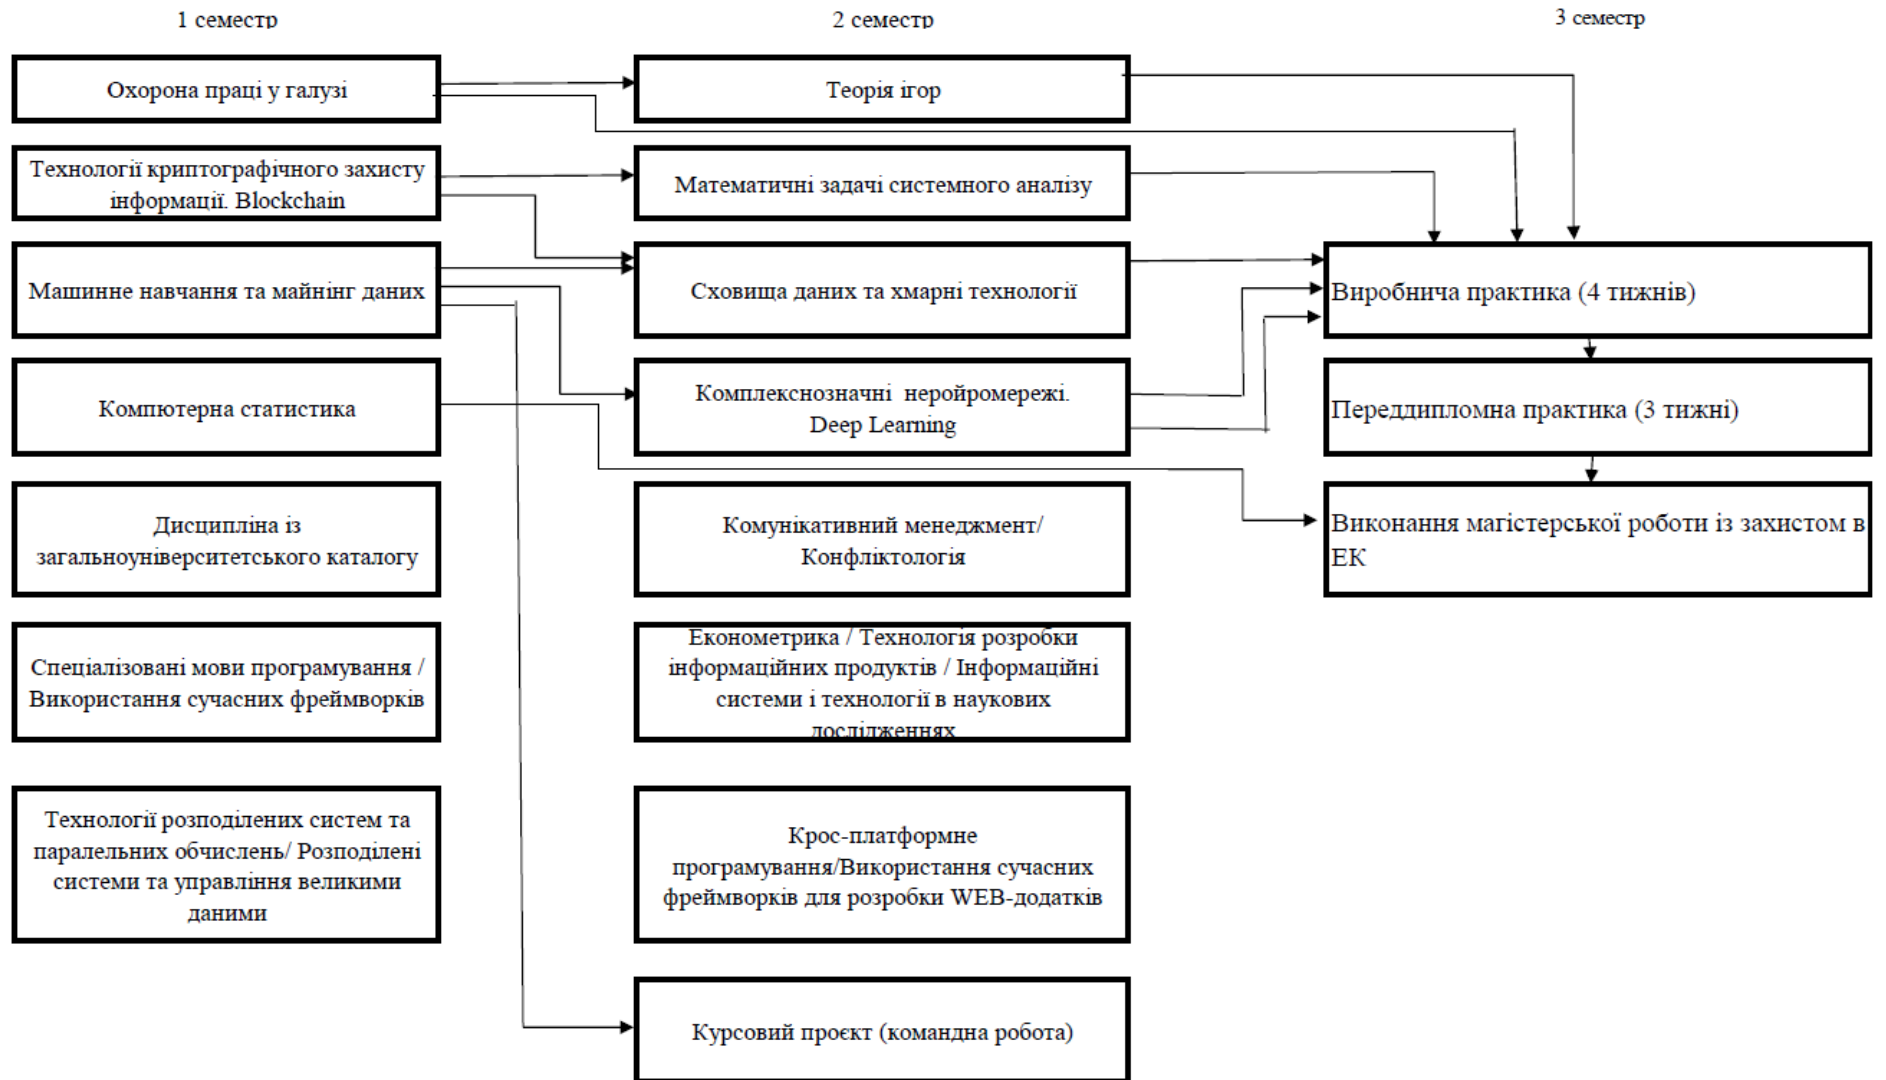 1 семестр
2 семестр
3 семестр
Охорона праці у галузі
Теорія ігор
Технології криптографічного захисту
інформації. Blockchain
Математичні задачі системного аналізу
Машинне навчання та майнінг даних
Сховища даних та хмарні технології
Виробнича практика (4 тижнів)
Компютерна статистика
Комплекснозначні неройромережі.
Deep Learning
Переддипломна практика (3 тижні)
Дисципліна із
загальноуніверситетського каталогу
Комунікативний менеджмент/
Конфліктологія
Виконання магістерської роботи із захистом в
ЕК
Спеціалізовані мови програмування /
Використання сучасних фреймворків
Економетрика / Технологія розробки
інформаційних продуктів / Інформаційні
системи і технології в наукових
дослідженнях
Технології розподілених систем та
паралельних обчислень/ Розподілені
системи та управління великими
даними
Крос-платформне
програмування/Використання сучасних
фреймворків для розробки WEB-додатків
Курсовий проєкт (командна робота)